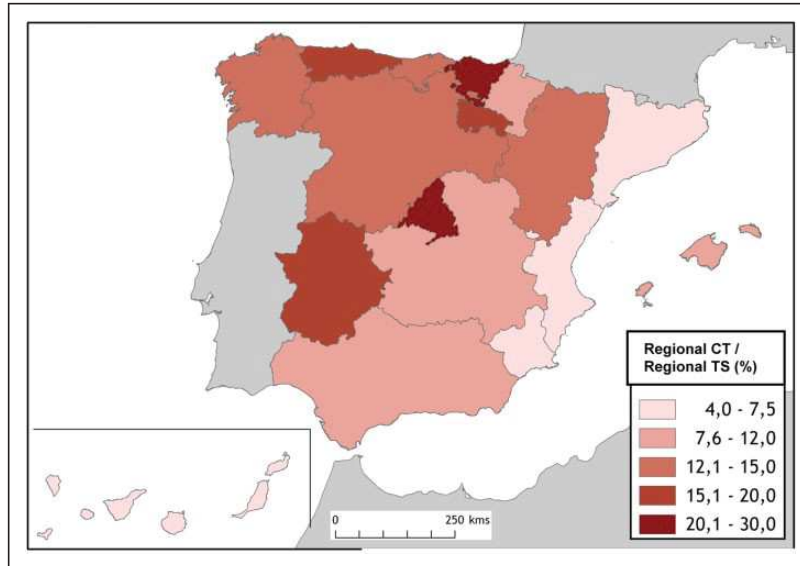 Regional CT /
Regional TS (%)
4,0 - 7,5
7,6 - 12,0
12,1 - 15,0
15,1 - 20,0
20,1 - 30,0
0 250 kms